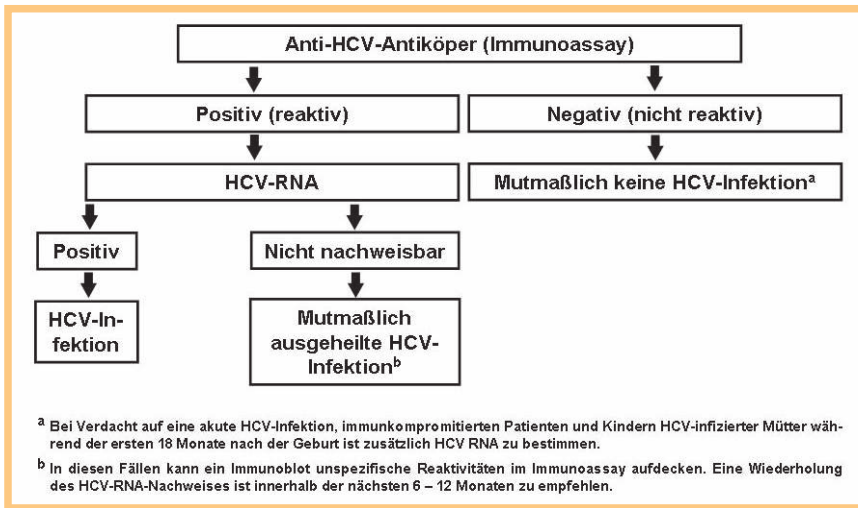 Anti-HCV-Antiköper (Immunoassay)
Positiv (reaktiv)
Negativ (nicht reaktiv)
HCV-RNA
Mutmaßlich keine HCV-Infektionᵃ
Positiv
Nicht nachweisbar
HCV-In-
fektion
Mutmaßlich
ausgeheilte HCV-
Infektionᵇ
ᵃ Bei Verdacht auf eine akute HCV-Infektion, immunkompromitierten Patienten und Kindern HCV-infizierter Mütter wäh-
rend der ersten 18 Monate nach der Geburt ist zusätzlich HCV RNA zu bestimmen.
ᵇ In diesen Fällen kann ein Immunoblot unspezifische Reaktivitäten im Immunoassay aufdecken. Eine Wiederholung
des HCV-RNA-Nachweises ist innerhalb der nächsten 6 – 12 Monaten zu empfehlen.